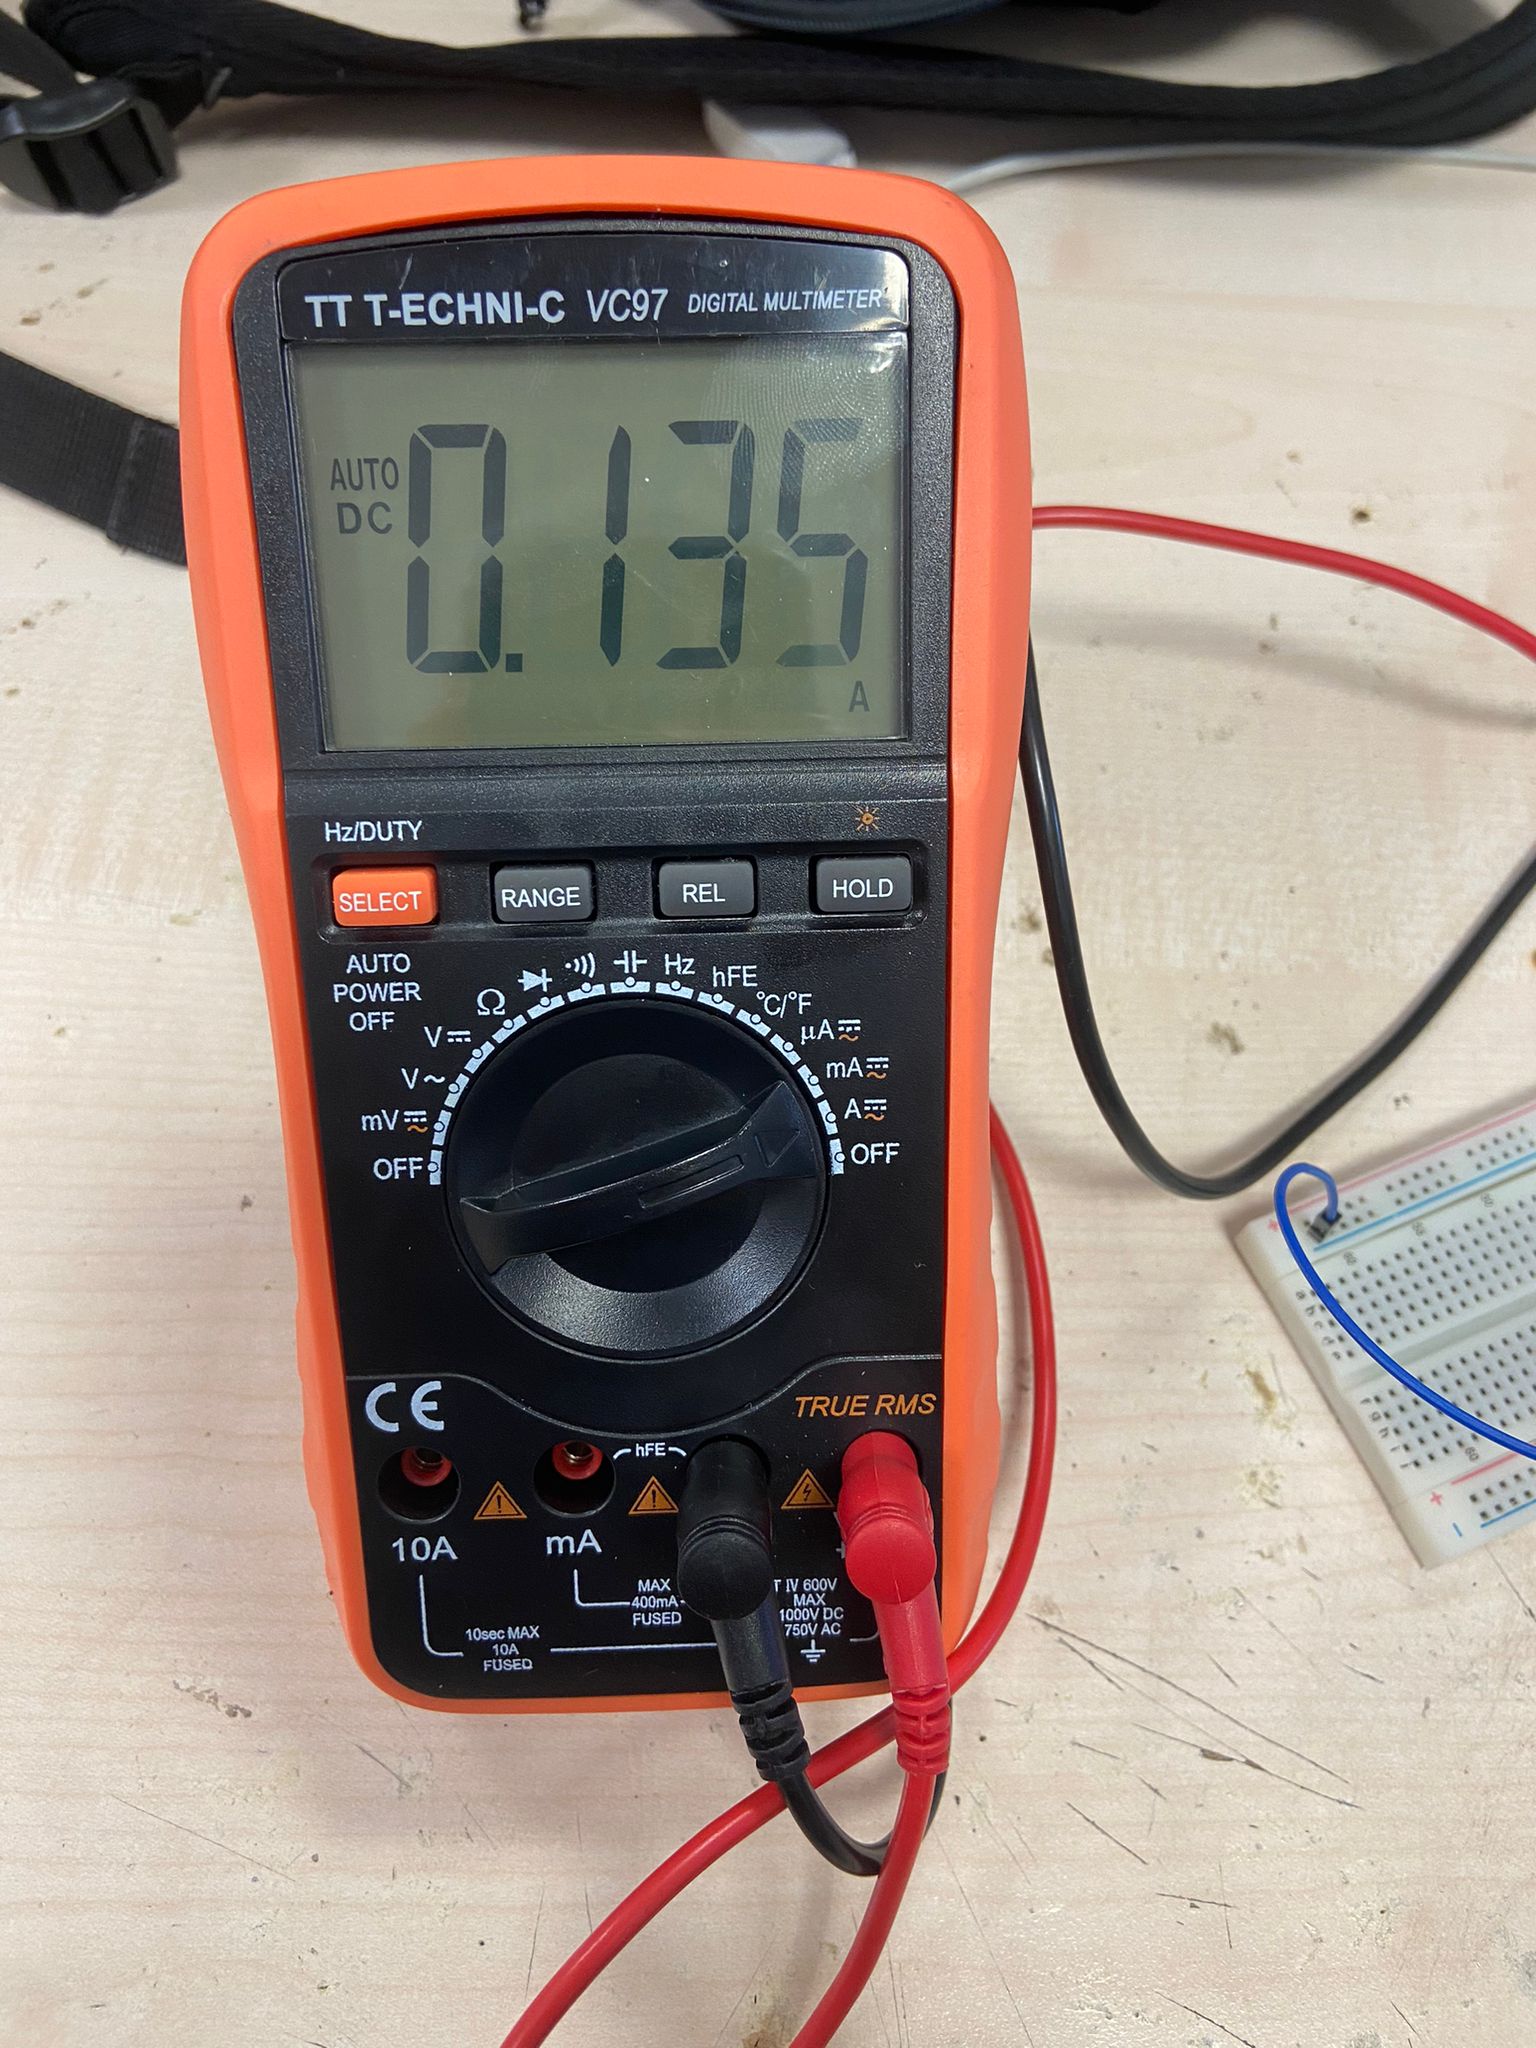 TT T-ECHNI-C VC97 DIGITAL MULTIMETER
AUTO
DC
0.135
A
Hz/DUTY
SELECT
RANGE
REL
HOLD
AUTO
POWER
OFF
OFF
mV
V~
V
Ω
Hz
hFE
°C/°F
µA
mA
A
OFF
CE
TRUE RMS
hFE
10A
mA
MAX
400mA
FUSED
10sec MAX
10A
FUSED
IV 600V
MAX
1000V DC
750V AC